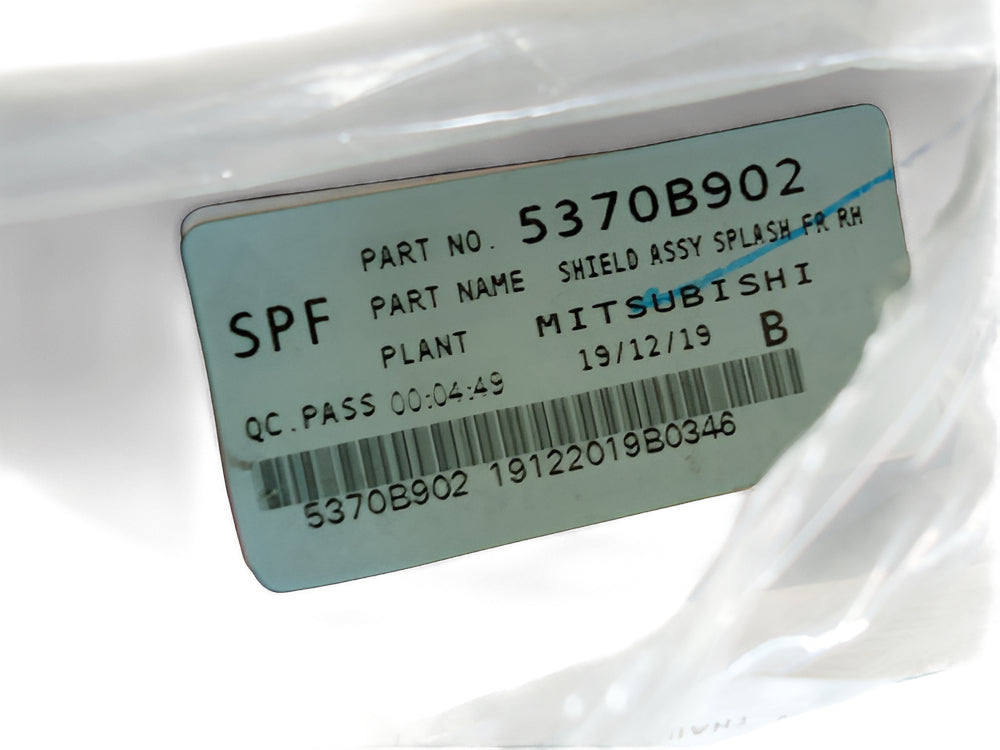 PART NO. 5370B902
PART NAME SHIELD ASSY SPLASH FR RH
SPF
PLANT MITSUBISHI
19/12/19 B
QC.PASS 00:04:49
5370B902 19122019B0346